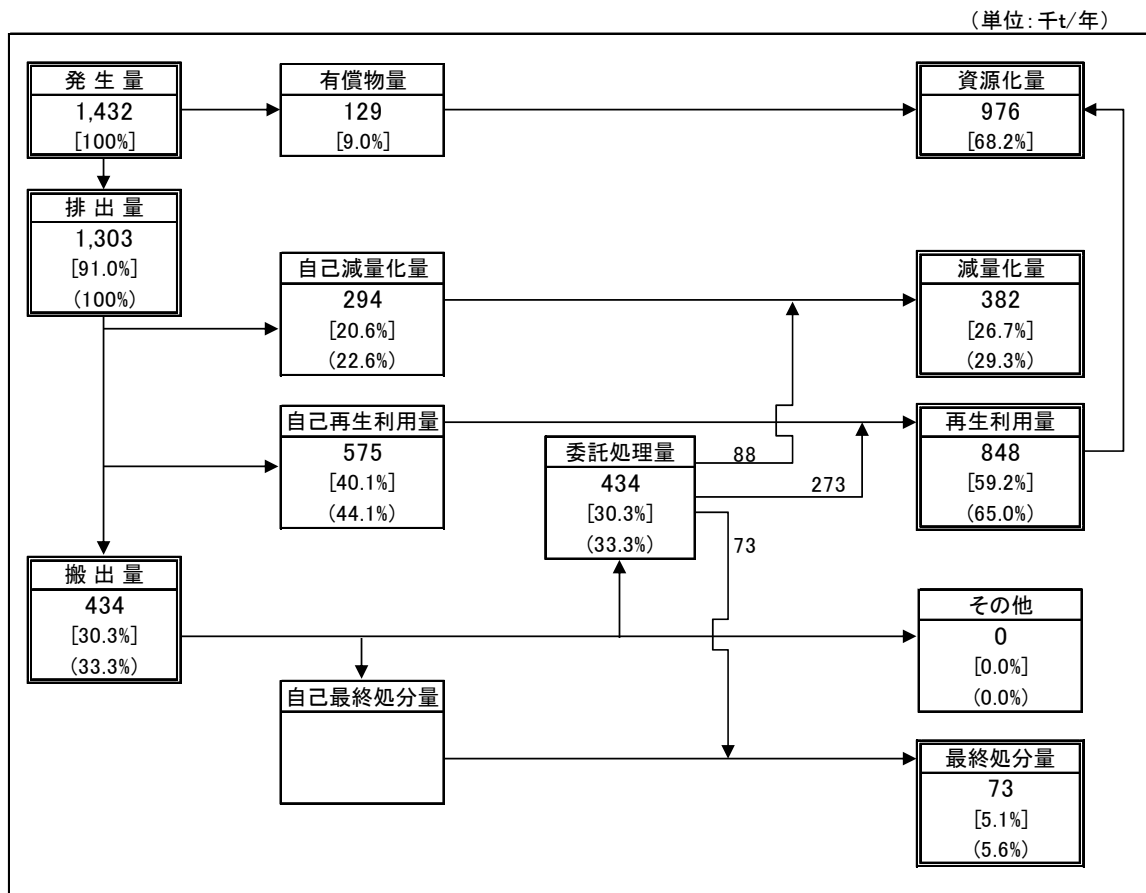 （単位：千t/年）
発 生 量
1,432
[100%]
有償物量
129
[9.0%]
資源化量
976
[68.2%]
排 出 量
1,303
[91.0%]
(100%)
自己減量化量
294
[20.6%]
(22.6%)
減量化量
382
[26.7%]
(29.3%)
自己再生利用量
575
[40.1%]
(44.1%)
委託処理量
434
[30.3%]
(33.3%)
88
273
73
再生利用量
848
[59.2%]
(65.0%)
搬 出 量
434
[30.3%]
(33.3%)
その他
0
[0.0%]
(0.0%)
自己最終処分量
最終処分量
73
[5.1%]
(5.6%)